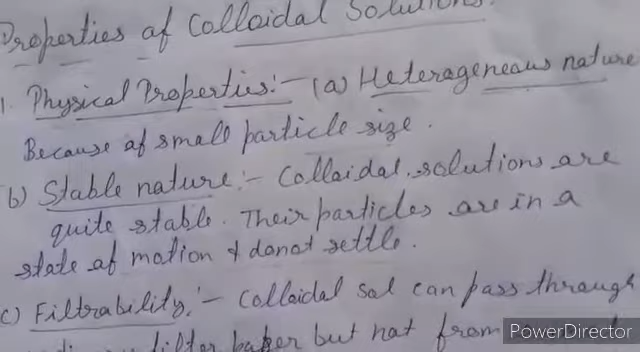 Properties of Colloidal Solutions.
1. Physical Properties:- (a) Heterogeneous nature
Because of small particle size.
b) Stable nature:- Colloidal solutions are
quite stable. Their particles are in a
state of motion & donot settle.
c) Filtrability:- Colloidal sol can pass through
filter paper but not from
PowerDirector